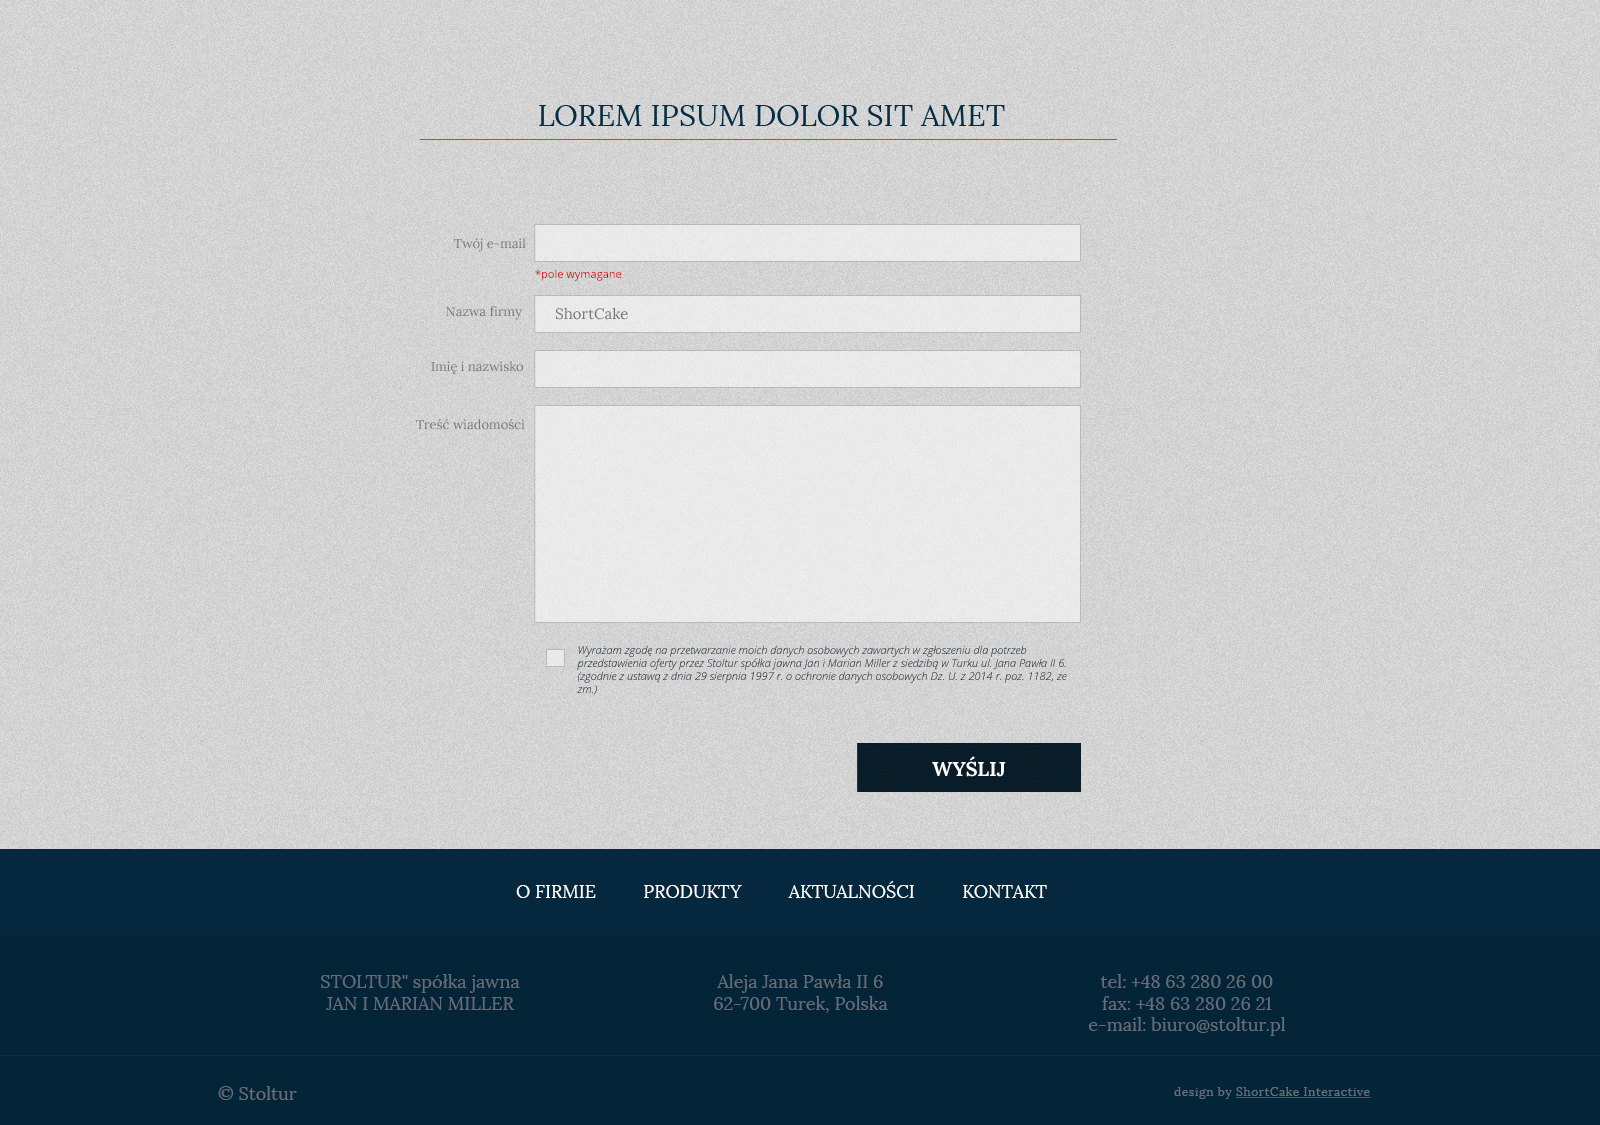 LOREM IPSUM DOLOR SIT AMET
Twój e-mail
*pole wymagane
Nazwa firmy
ShortCake
Imię i nazwisko
Treść wiadomości
Wyrażam zgodę na przetwarzanie moich danych osobowych zawartych w zgłoszeniu dla potrzeb
przedstawienia oferty przez Stoltur spółka jawna Jan i Marian Miller z siedzibą w Turku ul. Jana Pawła II 6.
(zgodnie z ustawą z dnia 29 sierpnia 1997 r. o ochronie danych osobowych Dz. U. z 2014 r. poz. 1182, ze
zm.)
WYŚLIJ
O FIRMIE
PRODUKTY
AKTUALNOŚCI
KONTAKT
STOLTUR" spółka jawna
JAN I MARIAN MILLER
Aleja Jana Pawła II 6
62-700 Turek, Polska
tel: +48 63 280 26 00
fax: +48 63 280 26 21
e-mail: biuro@stoltur.pl
© Stoltur
design by ShortCake Interactive